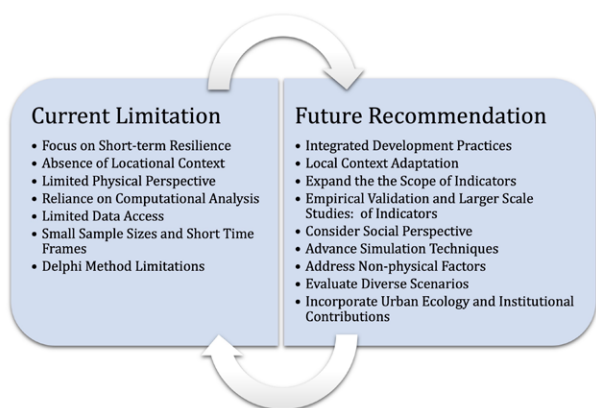 Current Limitation
• Focus on Short-term Resilience
• Absence of Locational Context
• Limited Physical Perspective
• Reliance on Computational Analysis
• Limited Data Access
• Small Sample Sizes and Short Time
Frames
• Delphi Method Limitations
Future Recommendation
• Integrated Development Practices
• Local Context Adaptation
• Expand the the Scope of Indicators
• Empirical Validation and Larger Scale
Studies: of Indicators
• Consider Social Perspective
• Advance Simulation Techniques
• Address Non-physical Factors
• Evaluate Diverse Scenarios
• Incorporate Urban Ecology and Institutional
Contributions